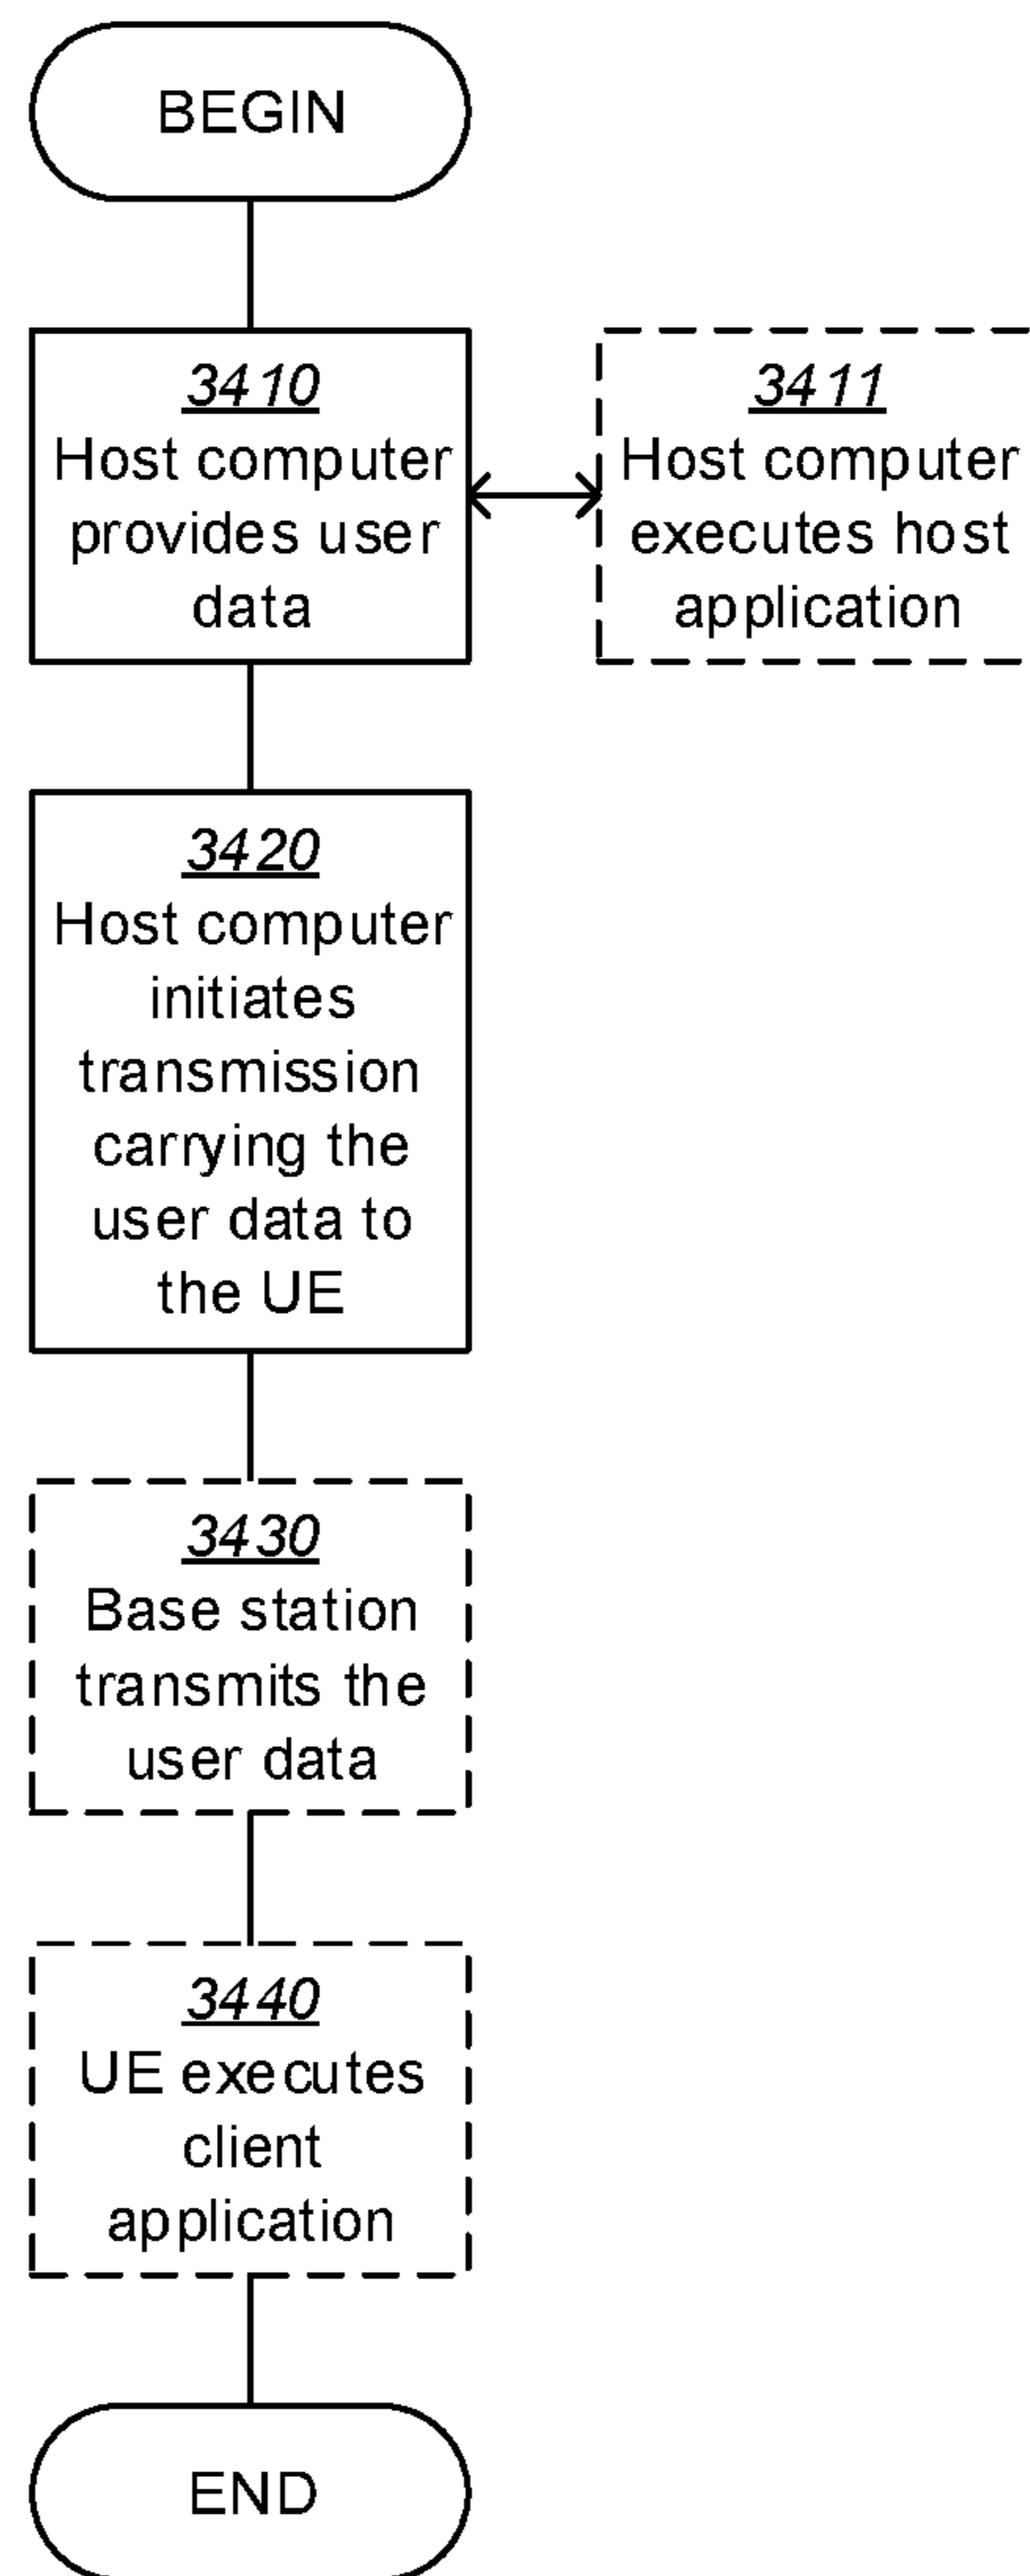 BEGIN
3410
Host computer
provides user
data
3411
Host computer
executes host
application
3420
Host computer
initiates
transmission
carrying the
user data to
the UE
3430
Base station
transmits the
user data
3440
UE executes
client
application
END